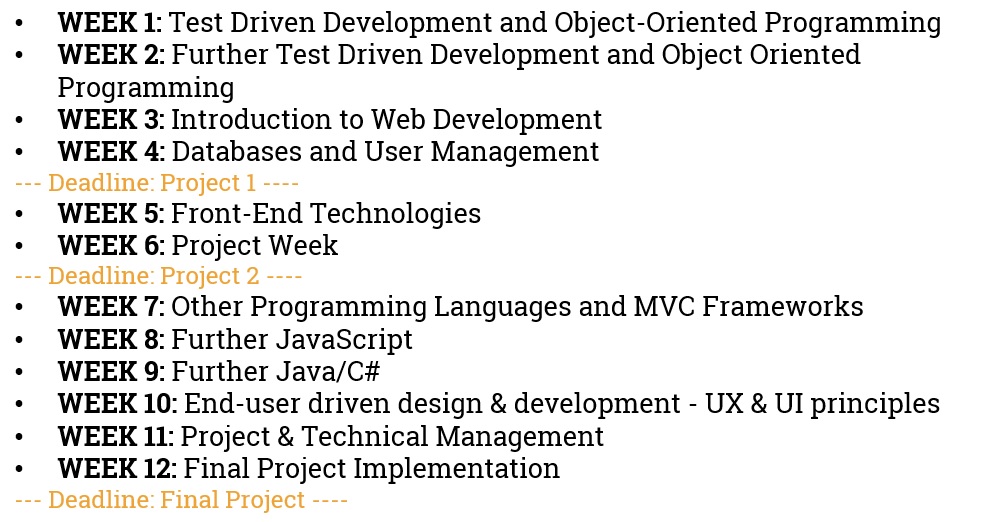 • WEEK 1: Test Driven Development and Object-Oriented Programming
• WEEK 2: Further Test Driven Development and Object Oriented
Programming
• WEEK 3: Introduction to Web Development
• WEEK 4: Databases and User Management
--- Deadline: Project 1 ----
• WEEK 5: Front-End Technologies
• WEEK 6: Project Week
--- Deadline: Project 2 ----
• WEEK 7: Other Programming Languages and MVC Frameworks
• WEEK 8: Further JavaScript
• WEEK 9: Further Java/C#
• WEEK 10: End-user driven design & development - UX & UI principles
• WEEK 11: Project & Technical Management
• WEEK 12: Final Project Implementation
--- Deadline: Final Project ----